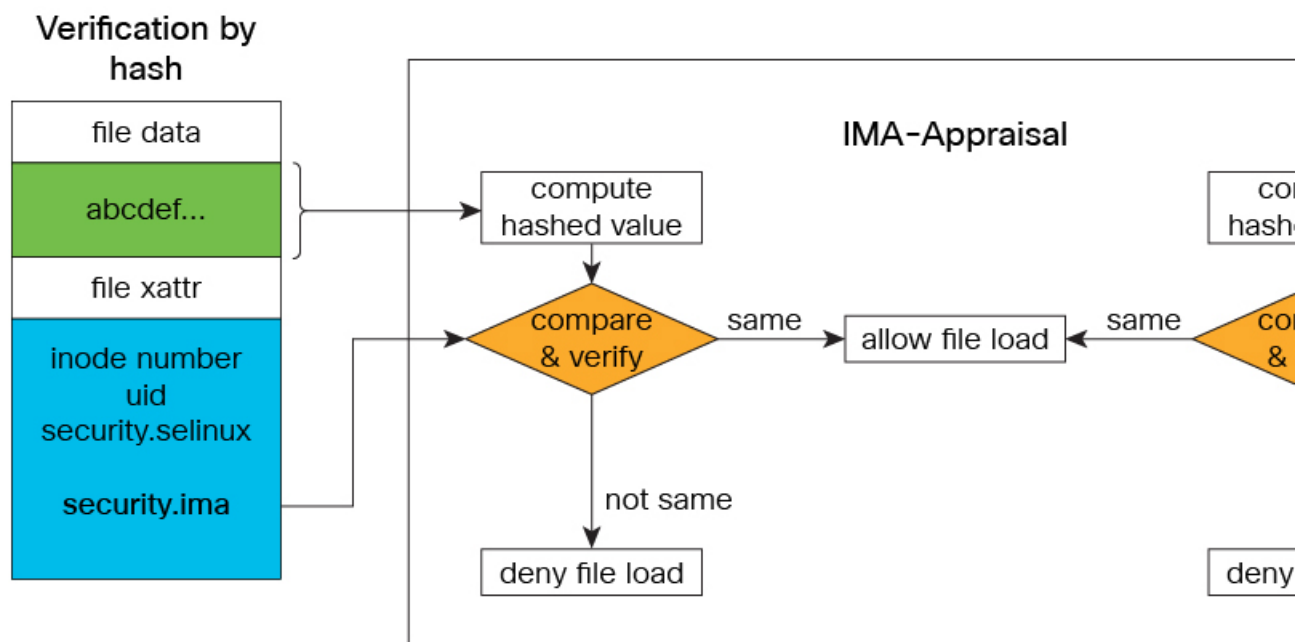 Verification by
hash
file data
abcdef...
file xattr
inode number
uid
security.selinux
security.ima
IMA-Appraisal
compute
hashed value
compare
& verify
same
allow file load
same
not same
deny file load
&
deny